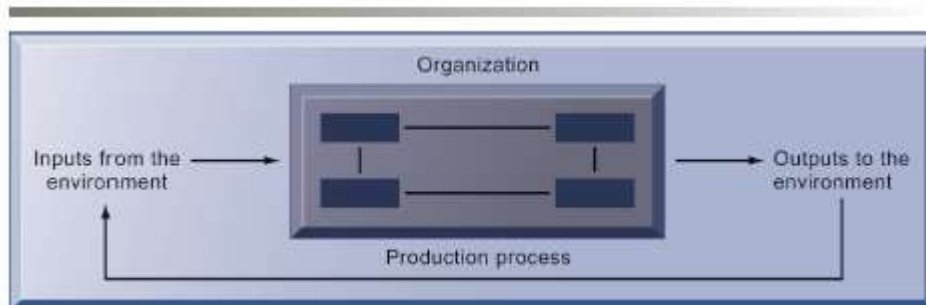 Organization
Inputs from the
environment
Outputs to the
environment
Production process